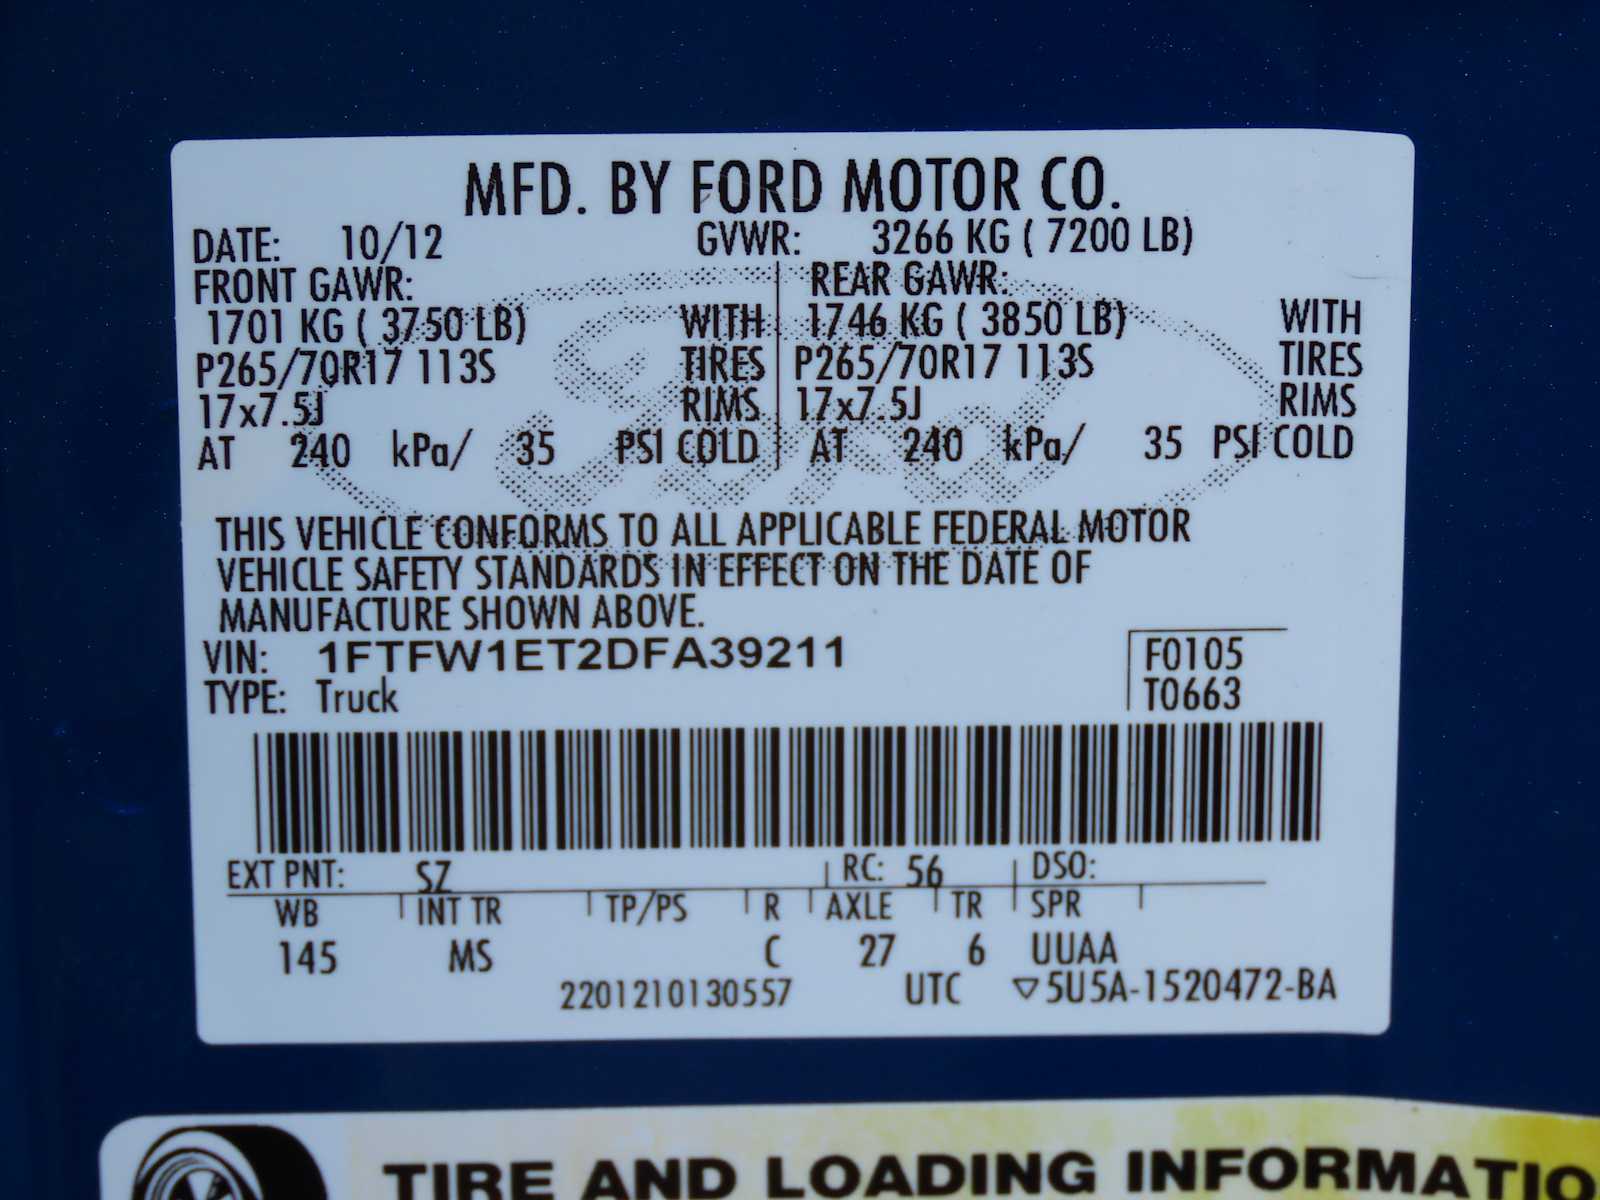 MFD. BY FORD MOTOR CO.
DATE: 10/12 GVWR: 3266 KG ( 7200 LB)
FRONT GAWR: REAR GAWR:
1701 KG ( 3750 LB) WITH 1746 KG ( 3850 LB) WITH
P265/70R17 113S TIRES P265/70R17 113S TIRES
17x7.5J RIMS 17x7.5J RIMS
AT 240 kPa/ 35 PSI COLD AT 240 kPa/ 35 PSI COLD
Ford
THIS VEHICLE CONFORMS TO ALL APPLICABLE FEDERAL MOTOR
VEHICLE SAFETY STANDARDS IN EFFECT ON THE DATE OF
MANUFACTURE SHOWN ABOVE.
VIN: 1FTFW1ET2DFA39211 F0105
TYPE: Truck T0663
EXT PNT: SZ RC: 56 DSO:
WB INT TR TP/PS R AXLE TR SPR
145 MS C 27 6 UUAA
2201210130557 UTC ▽5U5A-1520472-BA
TIRE AND LOADING INFORMATIO